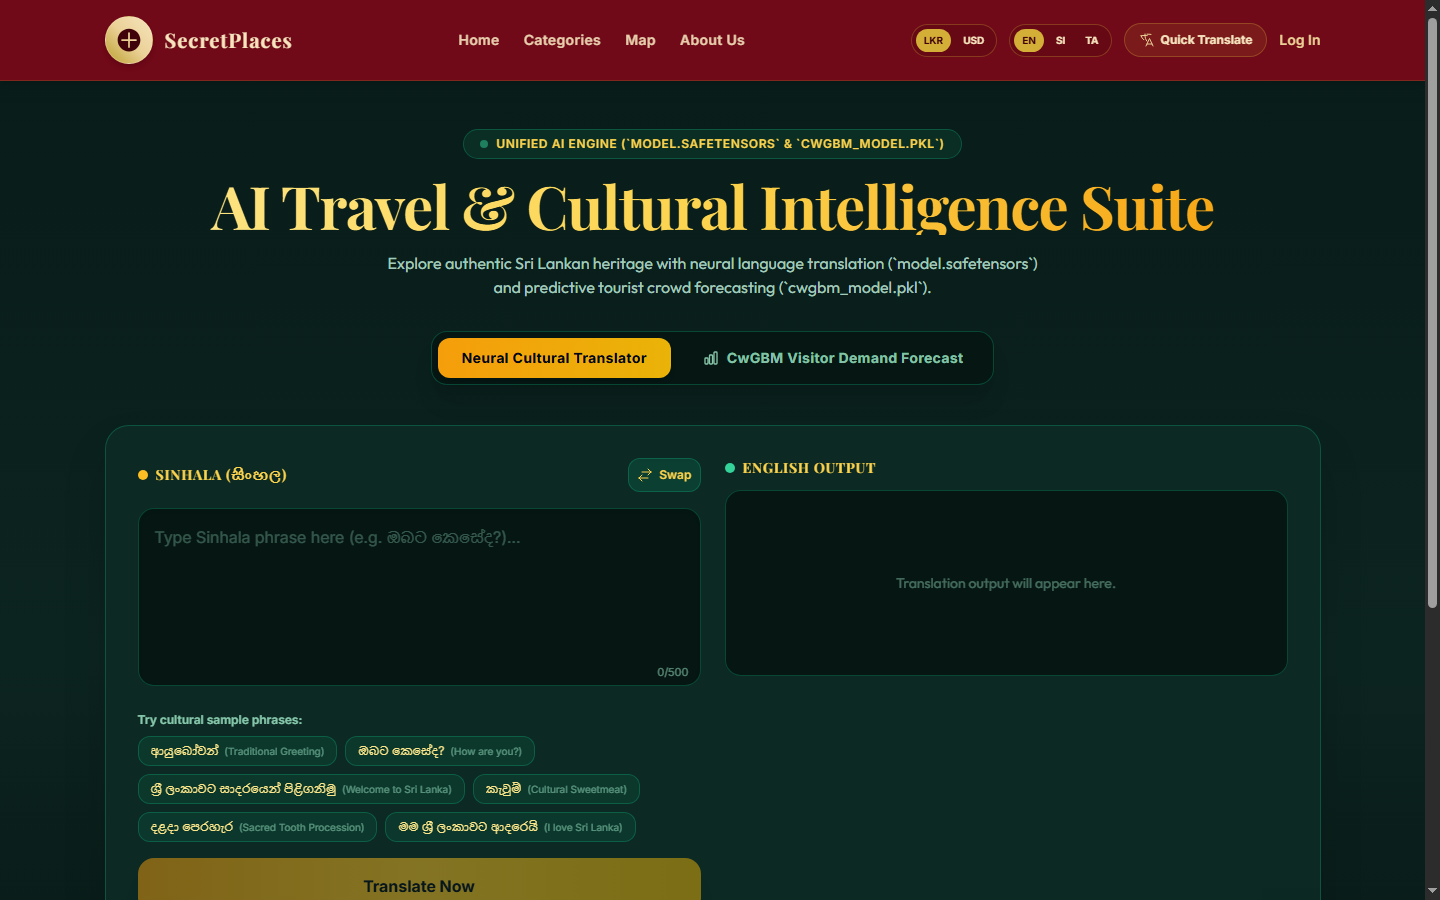 SecretPlaces
Home Categories Map About Us
LKR USD
EN SI TA
Quick Translate
Log In
UNIFIED AI ENGINE (`MODEL.SAFETENSORS` & `CWGBM_MODEL.PKL`)
AI Travel & Cultural Intelligence Suite
Explore authentic Sri Lankan heritage with neural language translation (`model.safetensors`)
and predictive tourist crowd forecasting (`cwgbm_model.pkl`).
Neural Cultural Translator
CwGBM Visitor Demand Forecast
SINHALA (සිංහල)
Swap
Type Sinhala phrase here (e.g. ඔබට කෙසේද?)...
0/500
ENGLISH OUTPUT
Translation output will appear here.
Try cultural sample phrases:
ආයුබෝවන් (Traditional Greeting) ඔබට කෙසේද? (How are you?)
ශ්‍රී ලංකාවට සාදරයෙන් පිළිගනිමු (Welcome to Sri Lanka) කැවුම් (Cultural Sweetmeat)
දළදා පෙරහැර (Sacred Tooth Procession) මම ශ්‍රී ලංකාවට ආදරෙයි (I love Sri Lanka)
Translate Now